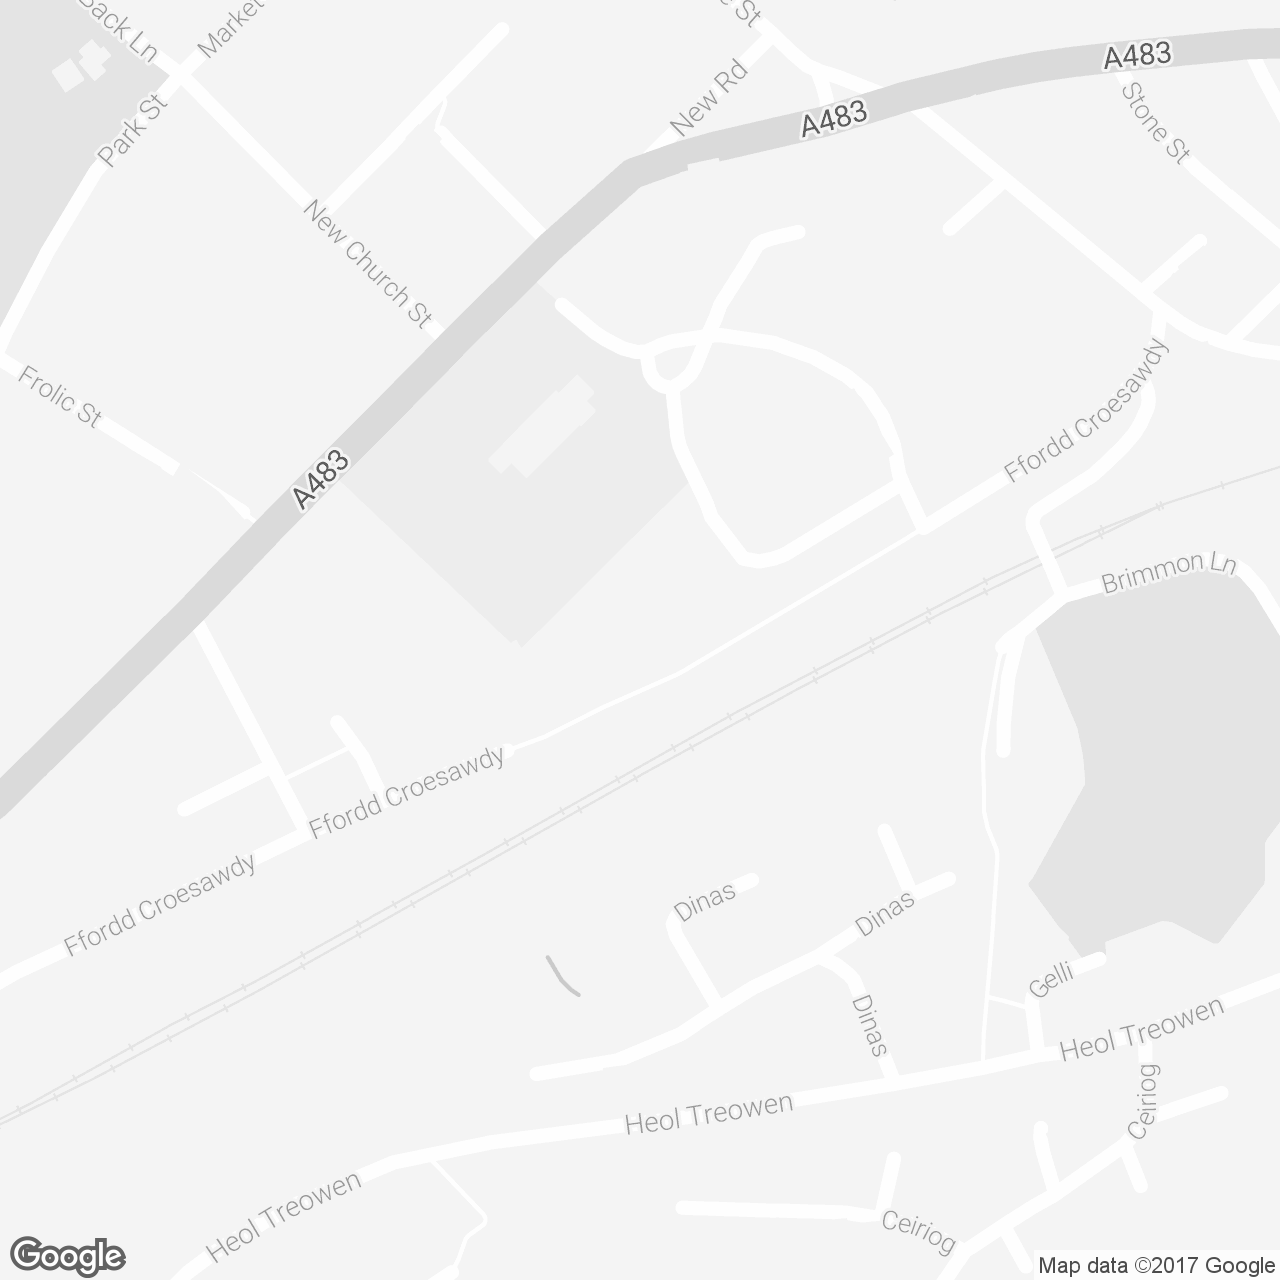 Back Ln
Market
St
A483
New Rd
A483
Stone St
Park St
New Church St
Frolic St
A483
Ffordd Croesawdy
Brimmon Ln
Ffordd Croesawdy
Ffordd Croesawdy
Dinas
Dinas
Dinas
Gelli
Heol Treowen
Ceiriog
Heol Treowen
Heol Treowen
Ceiriog
Google
Map data ©2017 Google